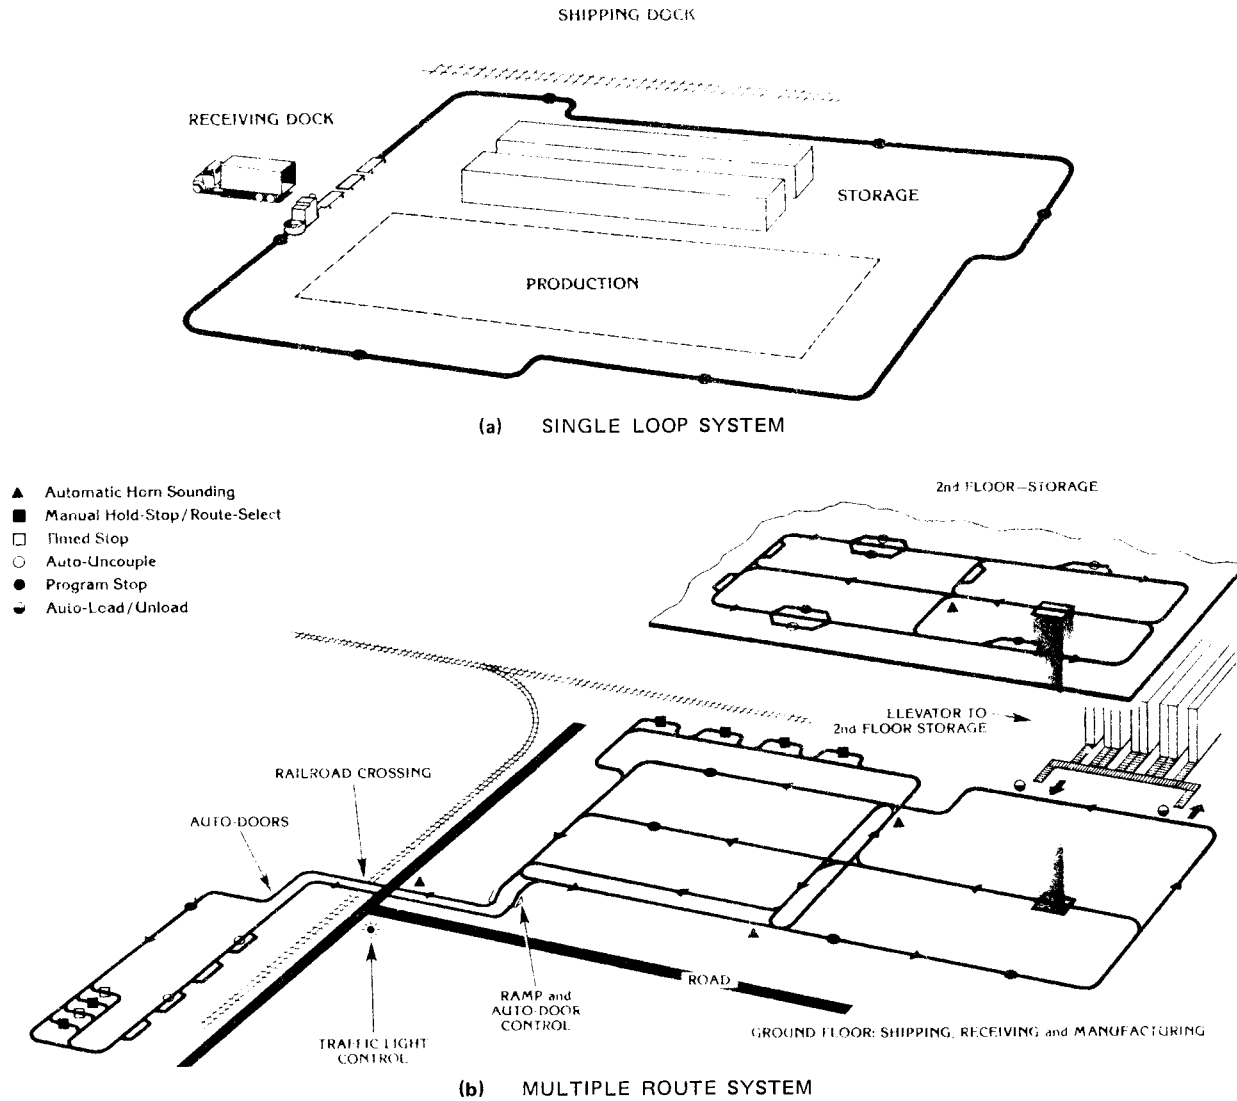 SHIPPING DOCK
RECEIVING DOCK
STORAGE
PRODUCTION
(a) SINGLE LOOP SYSTEM
Automatic Horn Sounding
Manual Hold-Stop/Route-Select
Timed Stop
Auto-Uncouple
Program Stop
Auto-Load/Unload
2nd FLOOR–STORAGE
ELEVATOR TO
2nd FLOOR STORAGE
RAILROAD CROSSING
AUTO-DOORS
ROAD
RAMP and
AUTO-DOOR
CONTROL
TRAFFIC LIGHT
CONTROL
GROUND FLOOR: SHIPPING, RECEIVING and MANUFACTURING
(b) MULTIPLE ROUTE SYSTEM